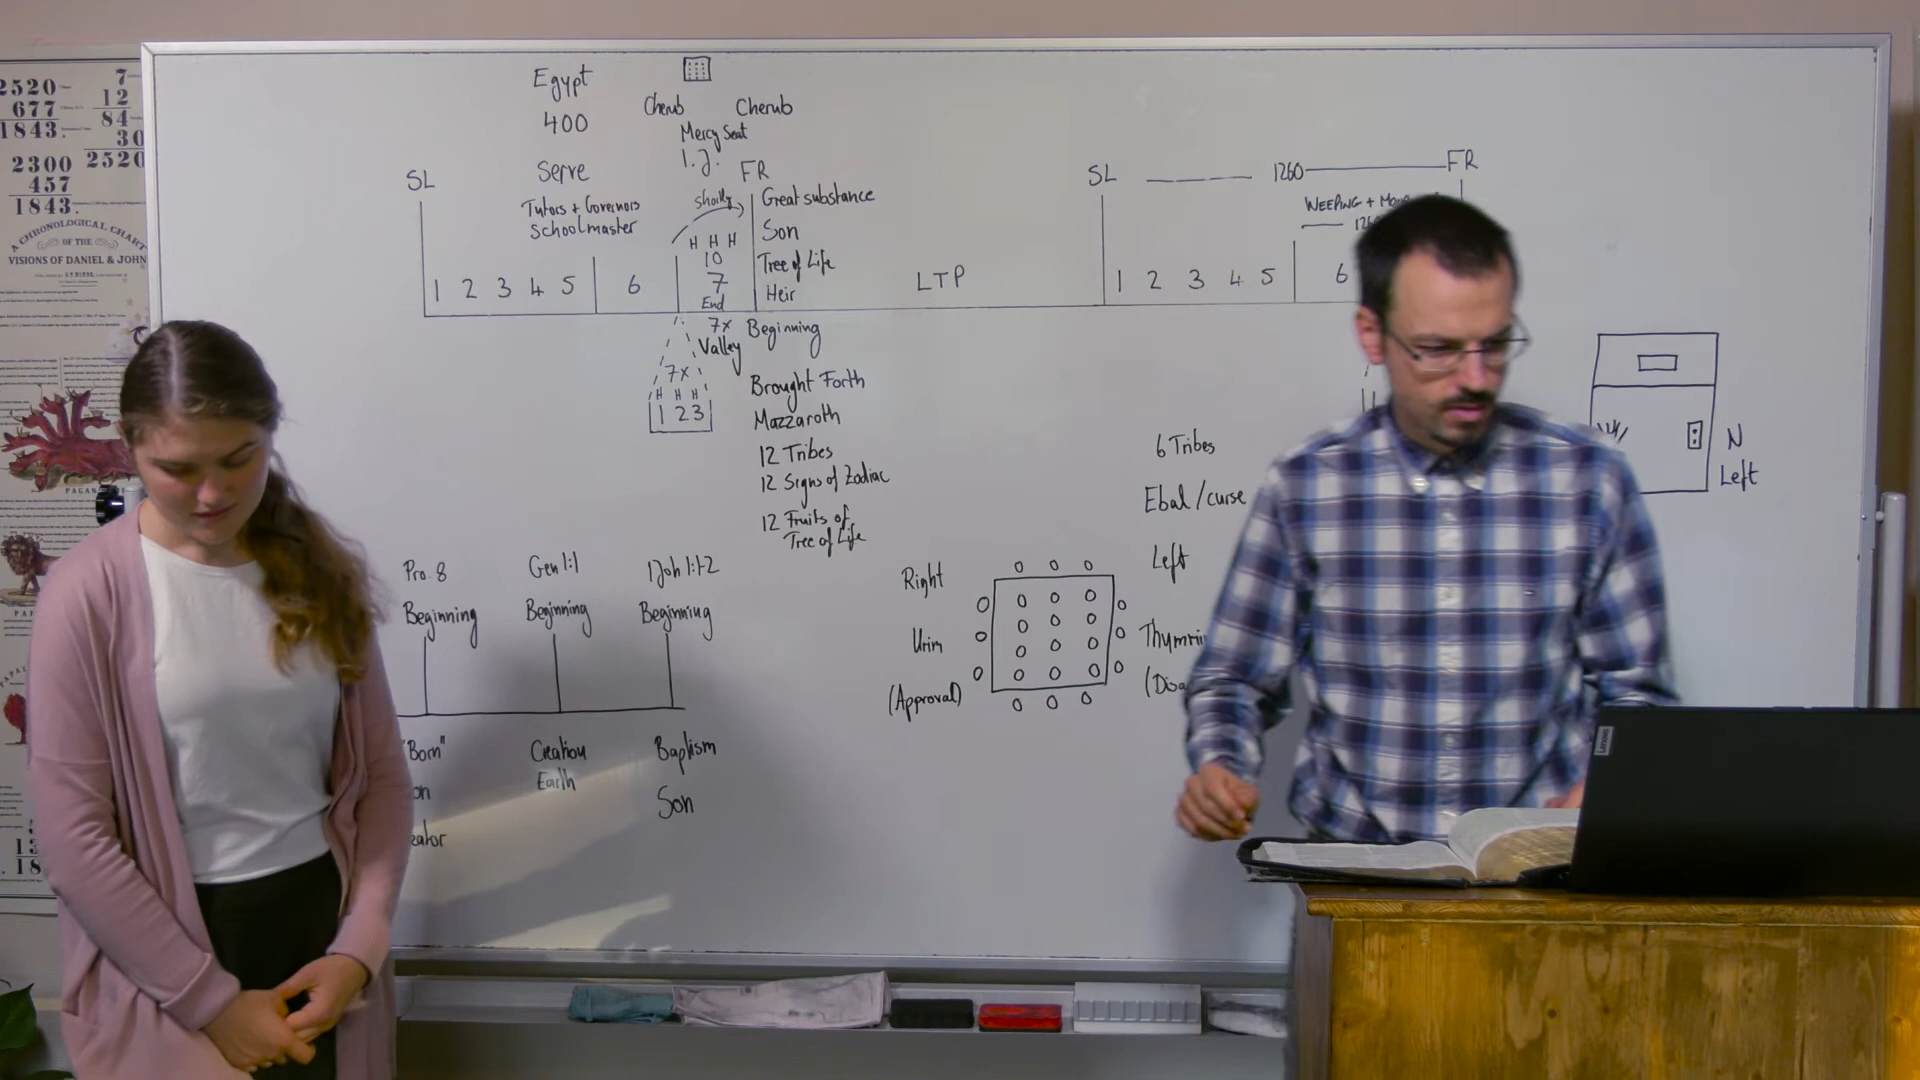 2520
677
1843.
7
12
84
30
2520
2300
457
1843.
A CHRONOLOGICAL CHART
OF THE
VISIONS OF DANIEL & JOHN
PAGAN
Egypt
400
Serve
Tutors + Governors
Schoolmaster
Cherub Cherub
Mercy Seat
I.J.
SL
FR
shortly
Great substance
Son
Tree of Life
Heir
H H H
10
7
End
1 2 3 4 5 6
LTP
7x Beginning
Valley
7x
H H H
1 2 3
Brought Forth
Mazzaroth
12 Tribes
12 Signs of Zodiac
12 Fruits of
Tree of Life
SL 1260 FR
WEEPING +
1 2 3 4 5 6
N
Left
6 Tribes
Ebal/curse
Left
Right
Urim
(Approval)
Pro. 8 Gen 1:1 1Joh 1:1-2
Beginning Beginning Beginning
"Born" Creation Baptism
Earth Son
Lenovo